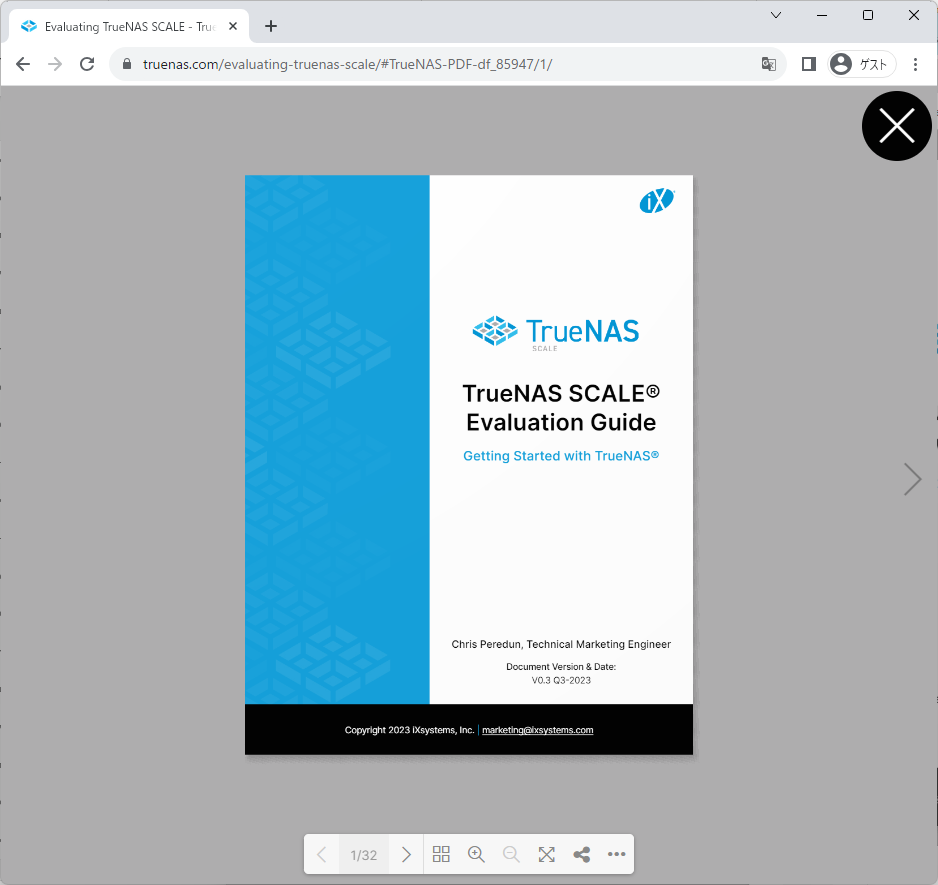 Evaluating TrueNAS SCALE - True
truenas.com/evaluating-truenas-scale/#TrueNAS-PDF-df_85947/1/
ゲスト
iX
TrueNAS
SCALE
TrueNAS SCALE®
Evaluation Guide
Getting Started with TrueNAS®
Chris Peredun, Technical Marketing Engineer
Document Version & Date:
V0.3 Q3-2023
Copyright 2023 iXsystems, Inc. | marketing@ixsystems.com
1/32